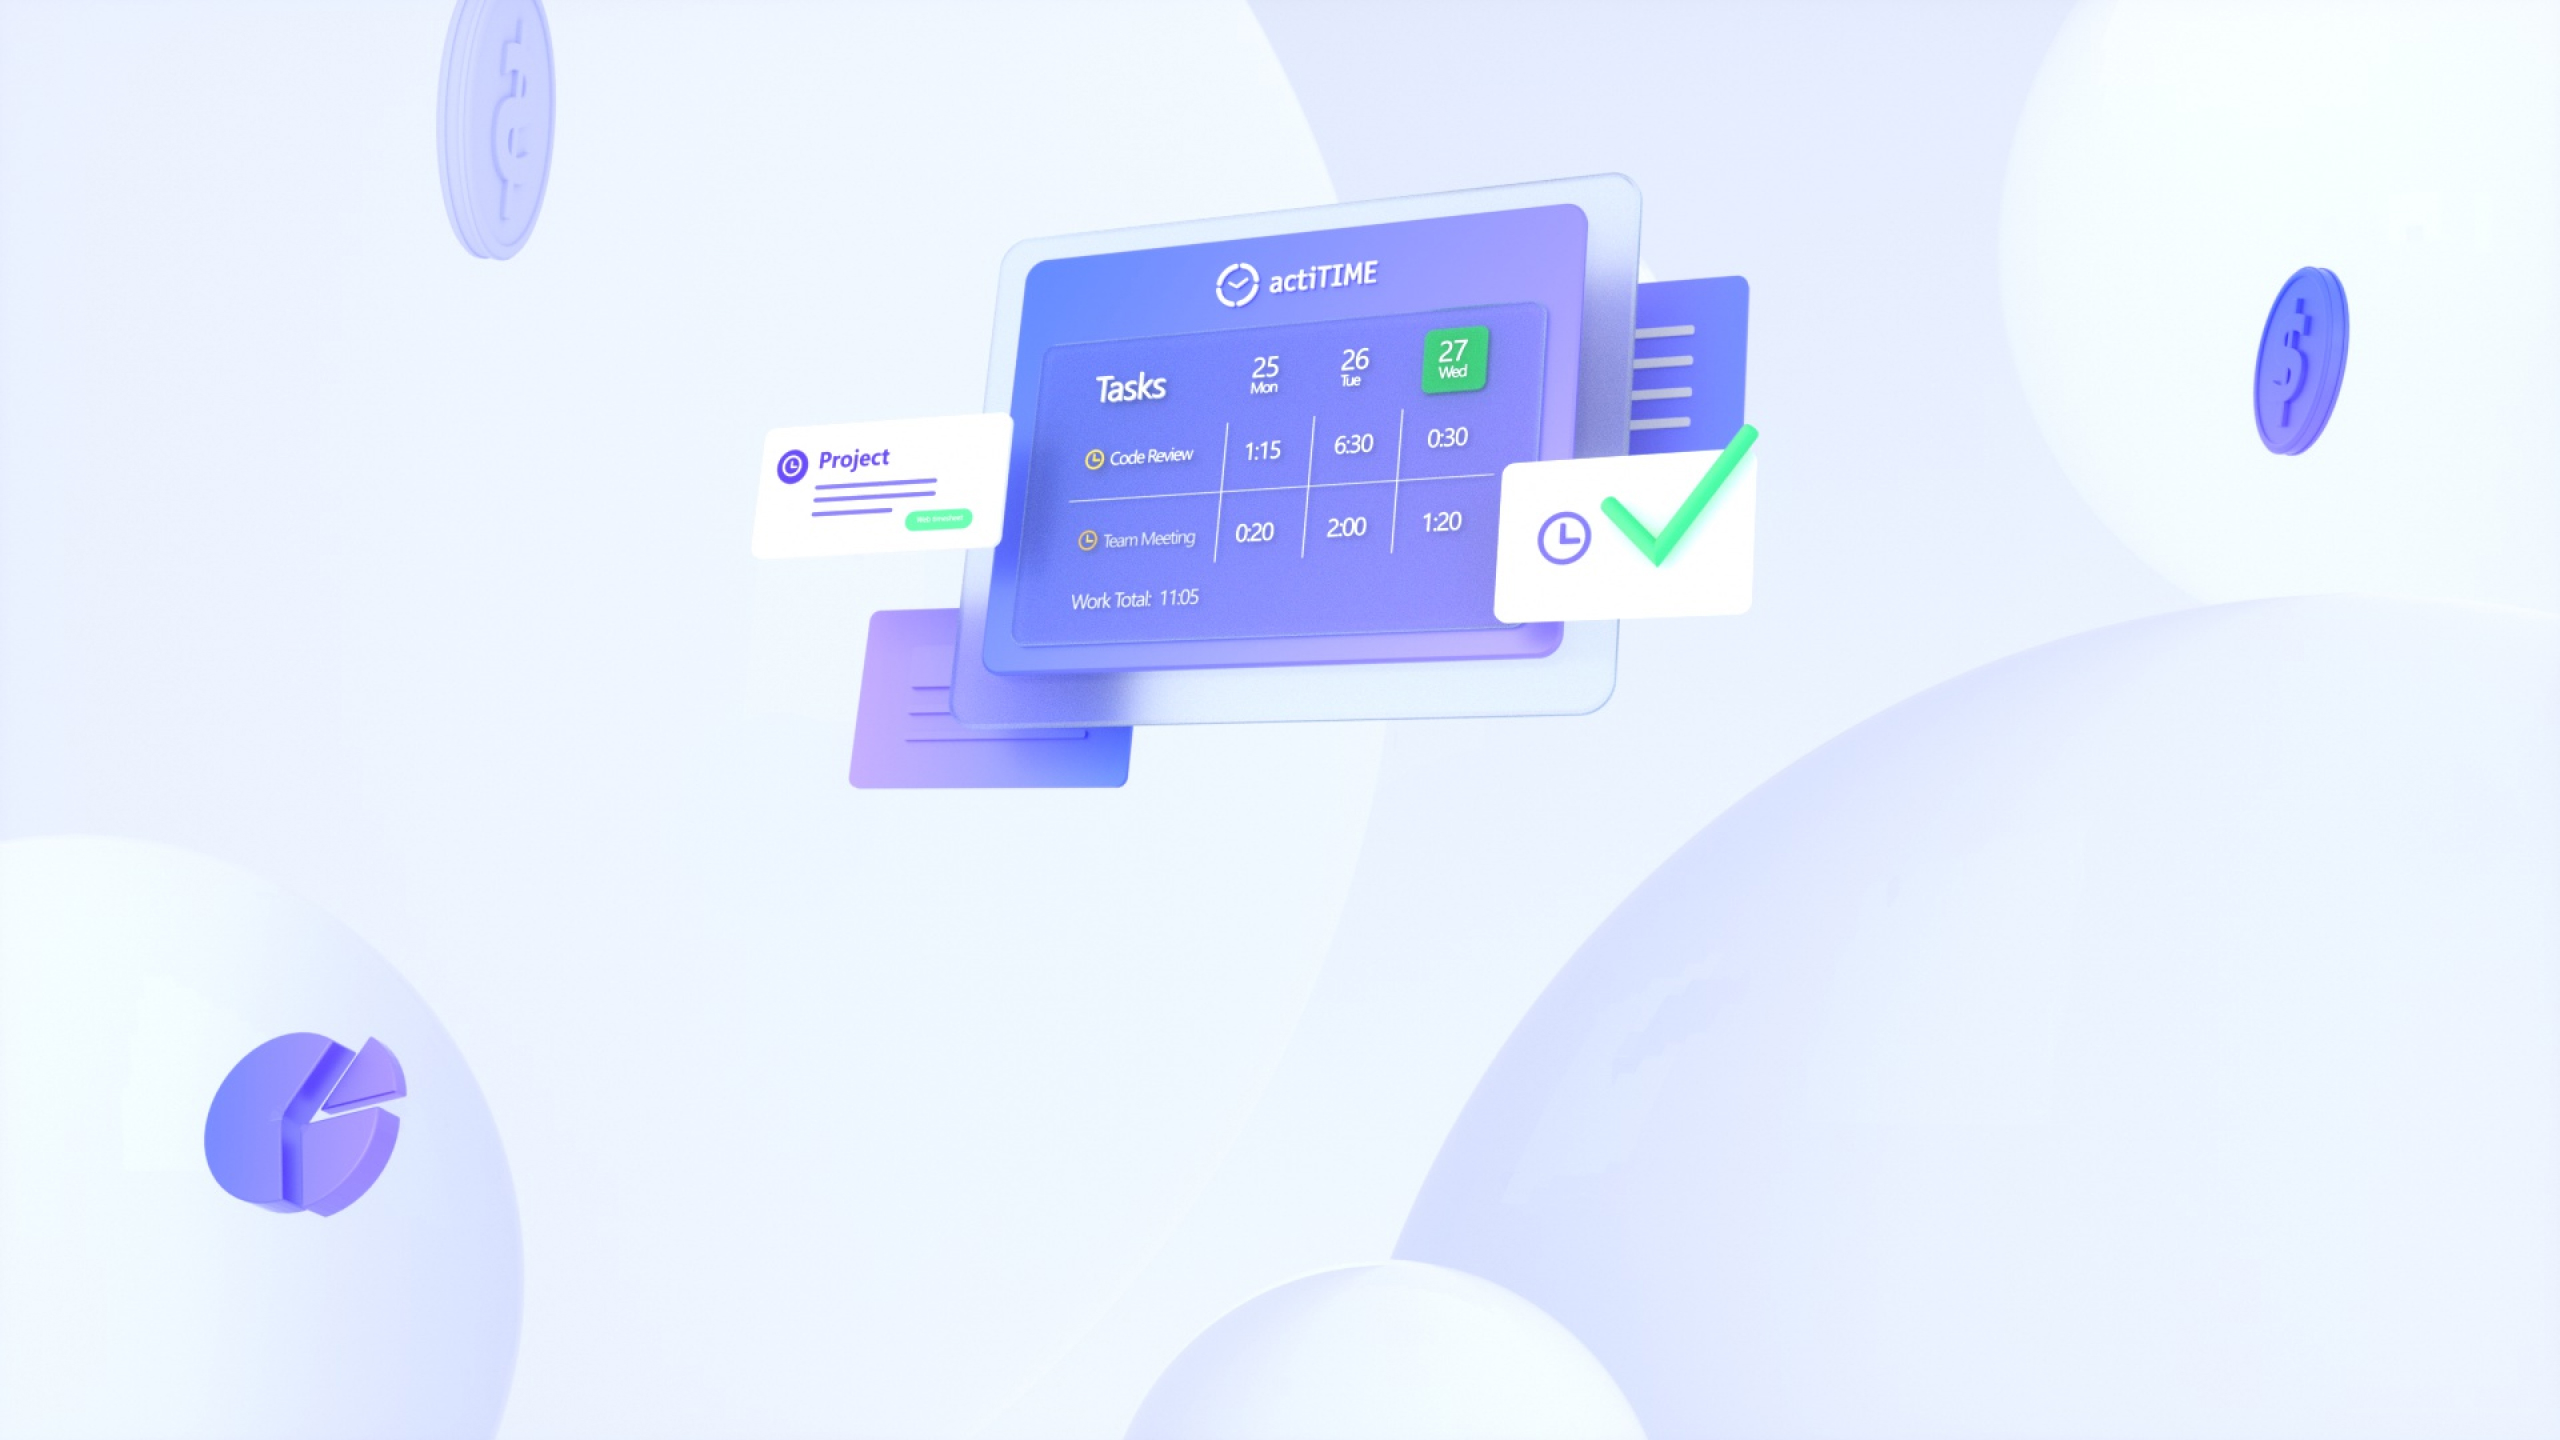 actiTIME
Tasks 25 Mon 26 Tue 27 Wed
Code Review 1:15 6:30 0:30
Team Meeting 0:20 2:00 1:20
Work Total: 11:05
Project
$